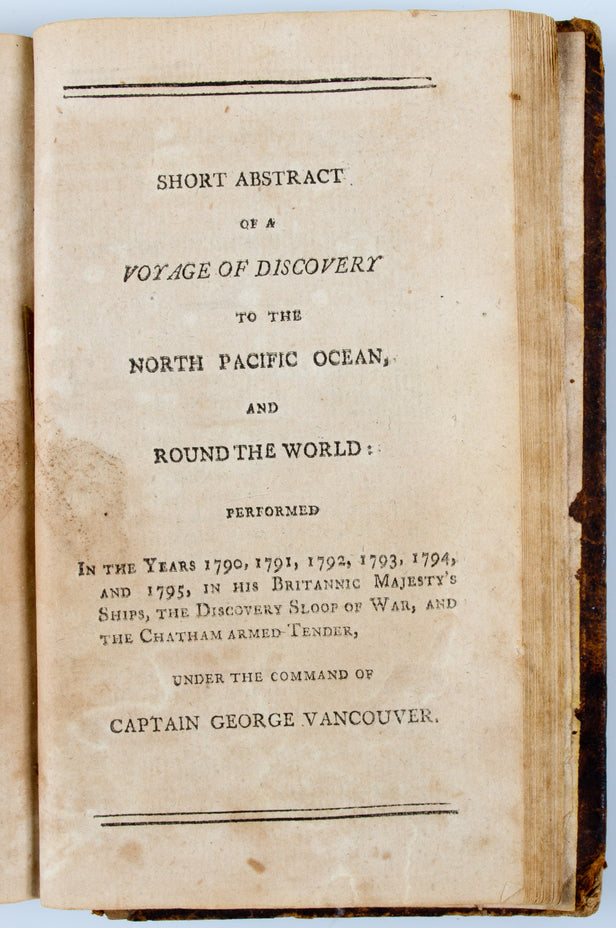 SHORT ABSTRACT
OF A
VOYAGE OF DISCOVERY
TO THE
NORTH PACIFIC OCEAN,
AND
ROUND THE WORLD:
PERFORMED
IN THE YEARS 1790, 1791, 1792, 1793, 1794,
AND 1795, IN HIS BRITANNIC MAJESTY'S
SHIPS, THE DISCOVERY SLOOP OF WAR, AND
THE CHATHAM ARMED TENDER,
UNDER THE COMMAND OF
CAPTAIN GEORGE VANCOUVER.